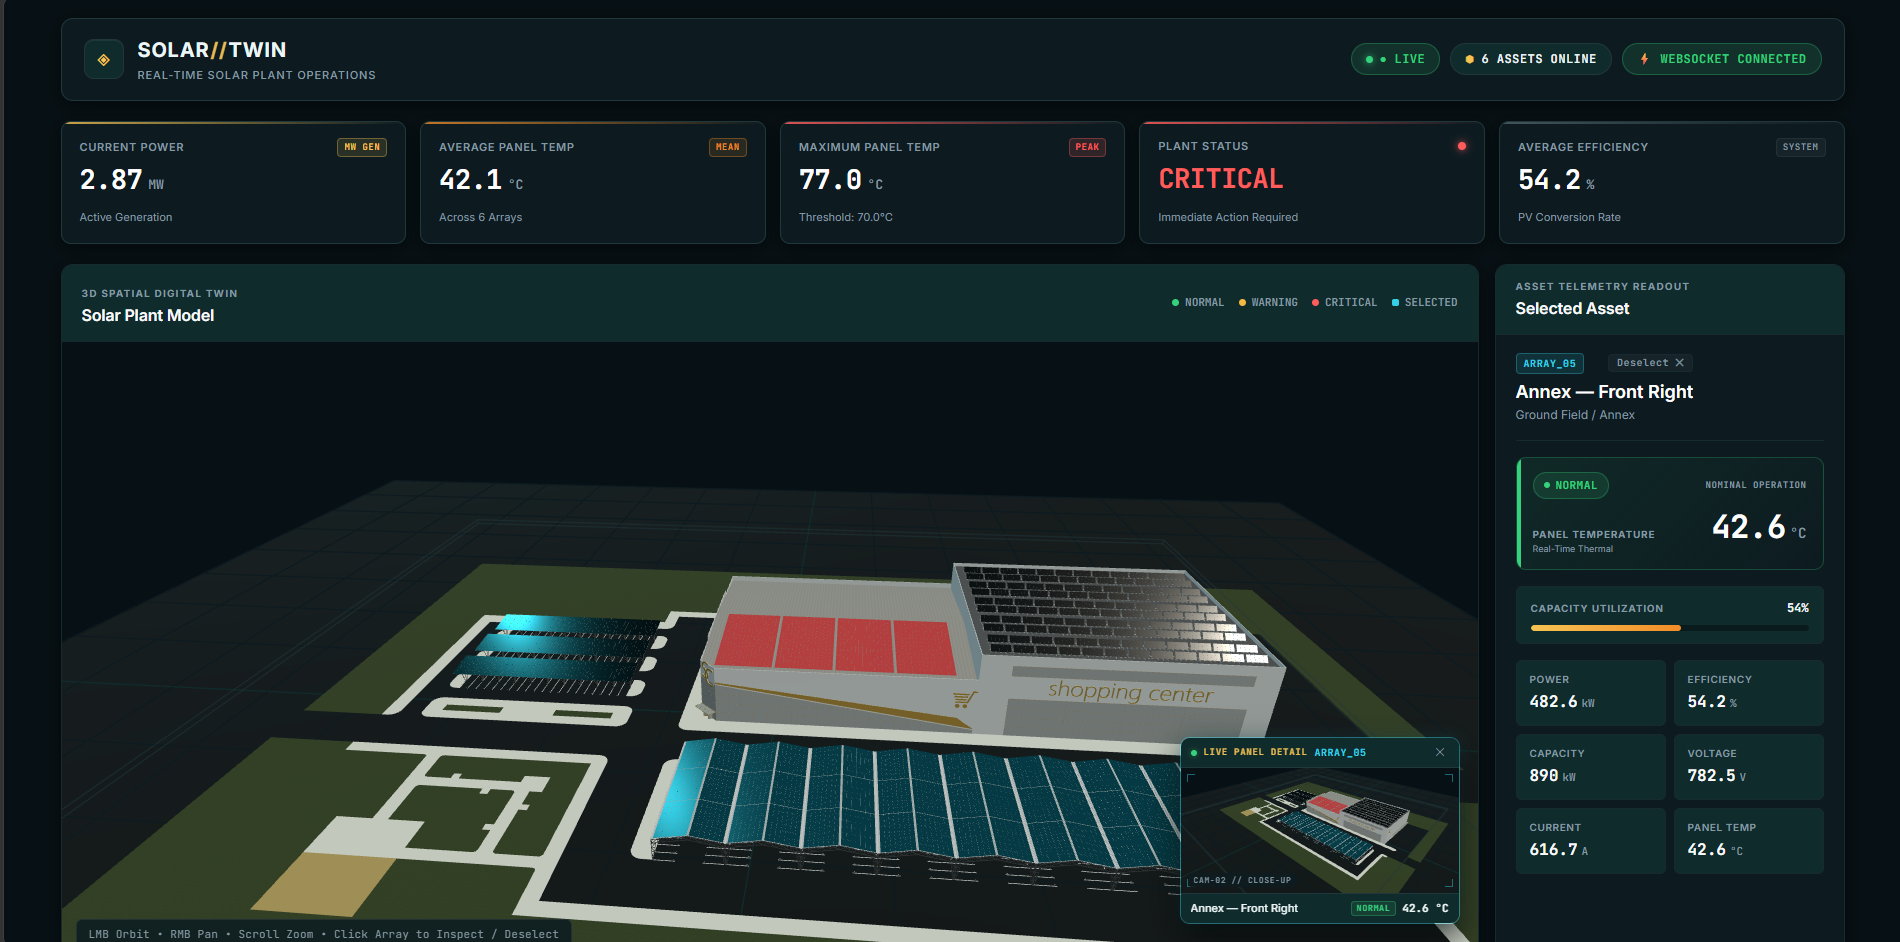 SOLAR//TWIN
REAL-TIME SOLAR PLANT OPERATIONS
● LIVE
6 ASSETS ONLINE
WEBSOCKET CONNECTED
CURRENT POWER
MW GEN
2.87 MW
Active Generation
AVERAGE PANEL TEMP
MEAN
42.1 °C
Across 6 Arrays
MAXIMUM PANEL TEMP
PEAK
77.0 °C
Threshold: 70.0°C
PLANT STATUS
CRITICAL
Immediate Action Required
AVERAGE EFFICIENCY
SYSTEM
54.2 %
PV Conversion Rate
3D SPATIAL DIGITAL TWIN
Solar Plant Model
NORMAL
WARNING
CRITICAL
SELECTED
shopping center
LIVE PANEL DETAIL ARRAY_05
CAM-02 // CLOSE-UP
Annex — Front Right
NORMAL
42.6 °C
LMB Orbit • RMB Pan • Scroll Zoom • Click Array to Inspect / Deselect
ASSET TELEMETRY READOUT
Selected Asset
ARRAY_05
Deselect ✕
Annex — Front Right
Ground Field / Annex
NORMAL
NOMINAL OPERATION
PANEL TEMPERATURE
Real-Time Thermal
42.6 °C
CAPACITY UTILIZATION
54%
POWER
482.6 kW
EFFICIENCY
54.2 %
CAPACITY
890 kW
VOLTAGE
782.5 V
CURRENT
616.7 A
PANEL TEMP
42.6 °C